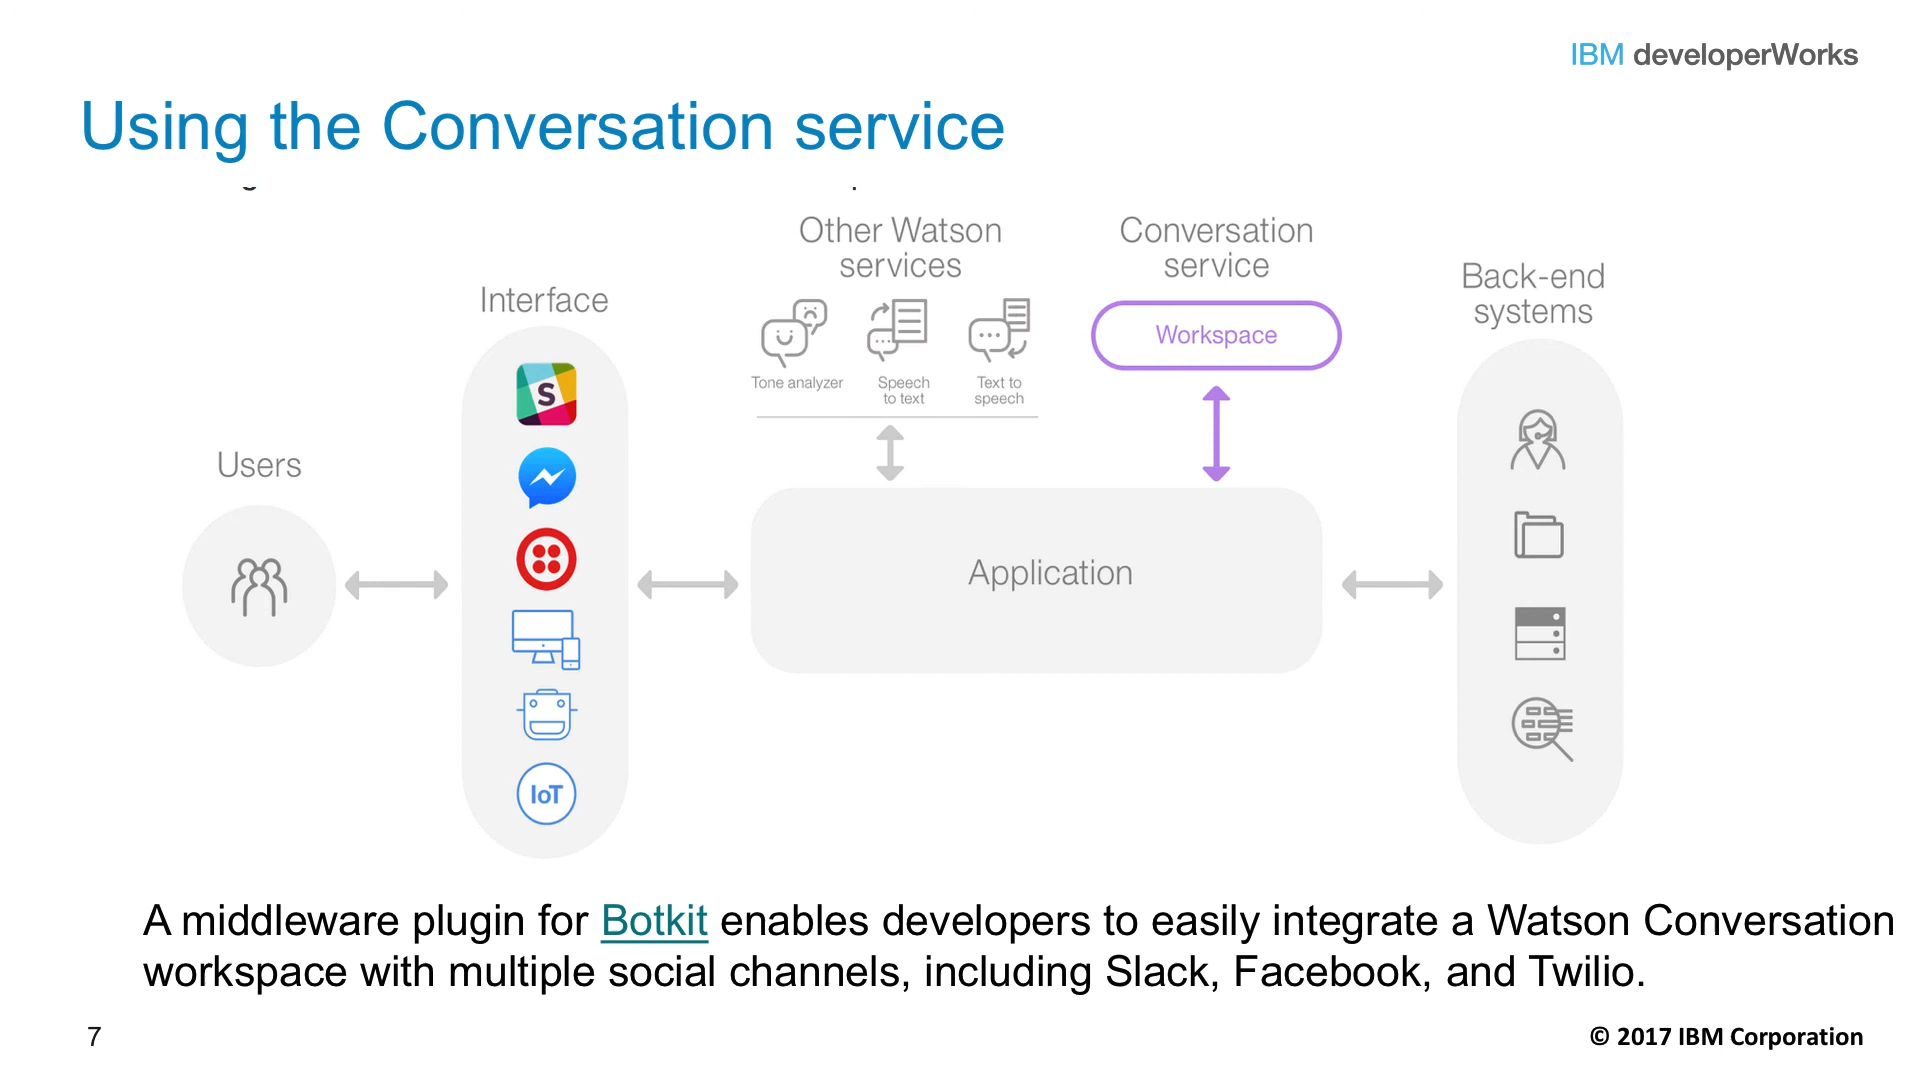 IBM developerWorks
Using the Conversation service
Other Watson
services
Conversation
service
Back-end
systems
Interface
Workspace
Tone analyzer
Speech
to text
Text to
speech
S
Users
Application
IoT
A middleware plugin for Botkit enables developers to easily integrate a Watson Conversation
workspace with multiple social channels, including Slack, Facebook, and Twilio.
7
© 2017 IBM Corporation